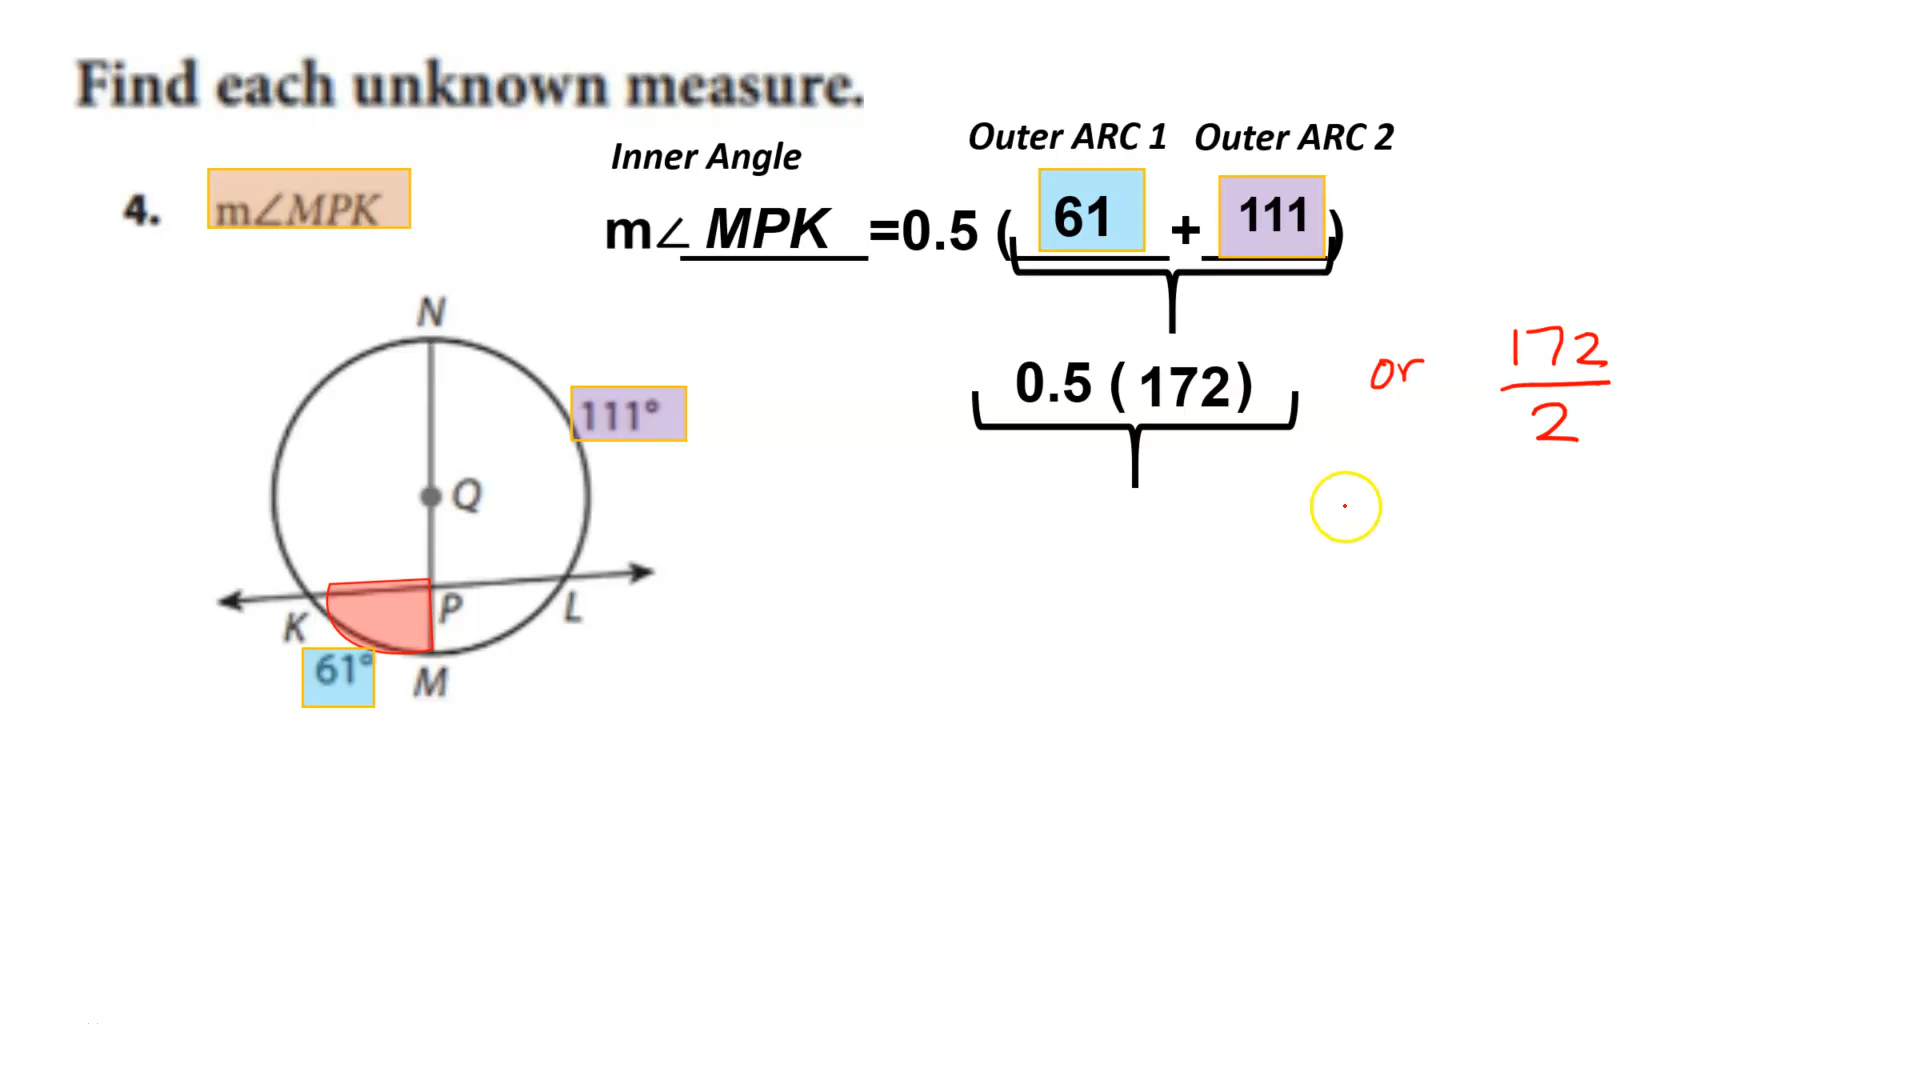 Find each unknown measure.
Inner Angle
Outer ARC 1 Outer ARC 2
4. m∠MPK
m∠ MPK =0.5 ( 61 + 111 )
0.5 ( 172 ) or 172/2
N
111°
Q
K P L
61° M